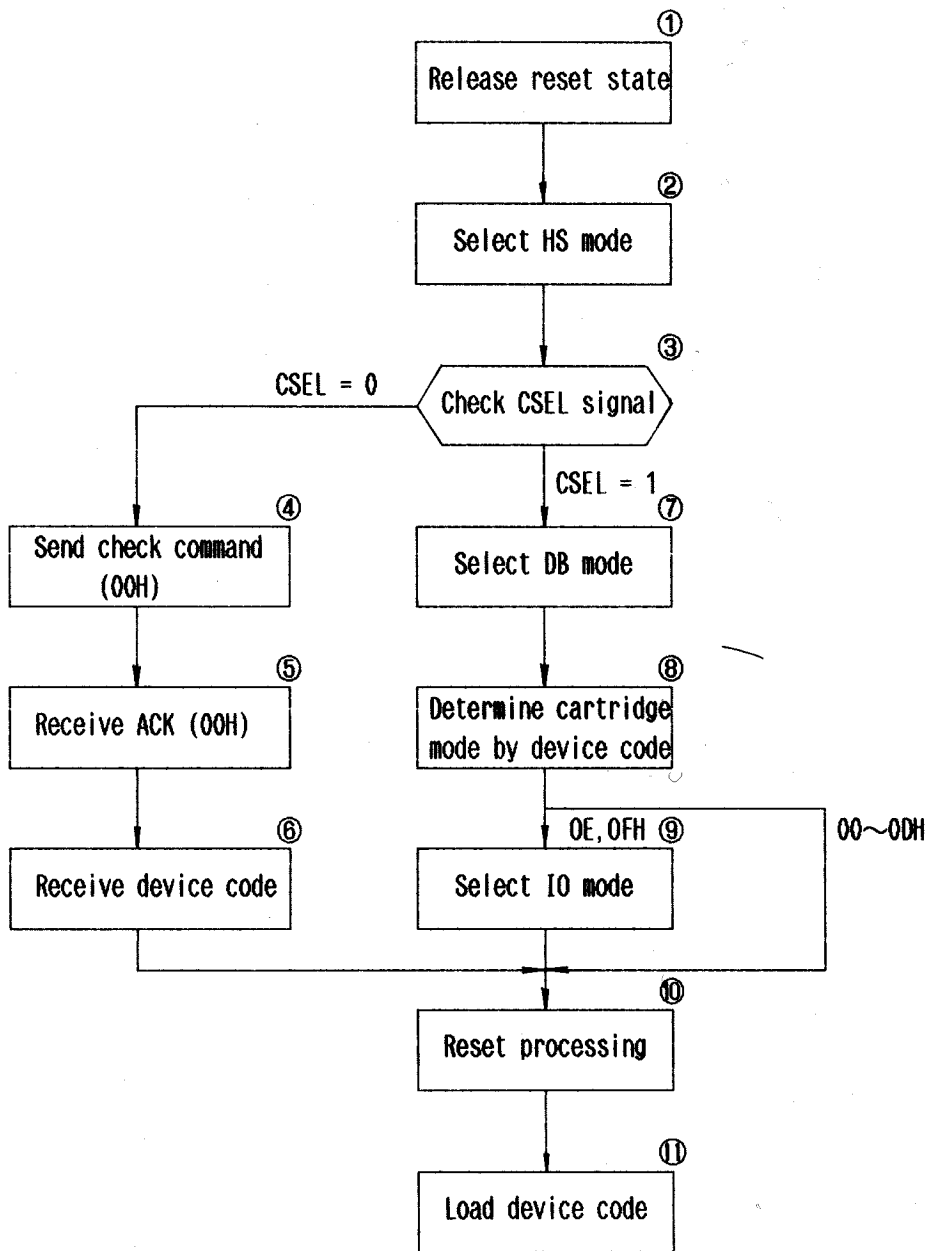 ①
Release reset state
②
Select HS mode
③
CSEL = 0
Check CSEL signal
CSEL = 1
④
Send check command
(00H)
⑦
Select DB mode
⑤
Receive ACK (00H)
⑧
Determine cartridge
mode by device code
⑥
Receive device code
0E,0FH
⑨
Select IO mode
00~0DH
⑩
Reset processing
⑪
Load device code